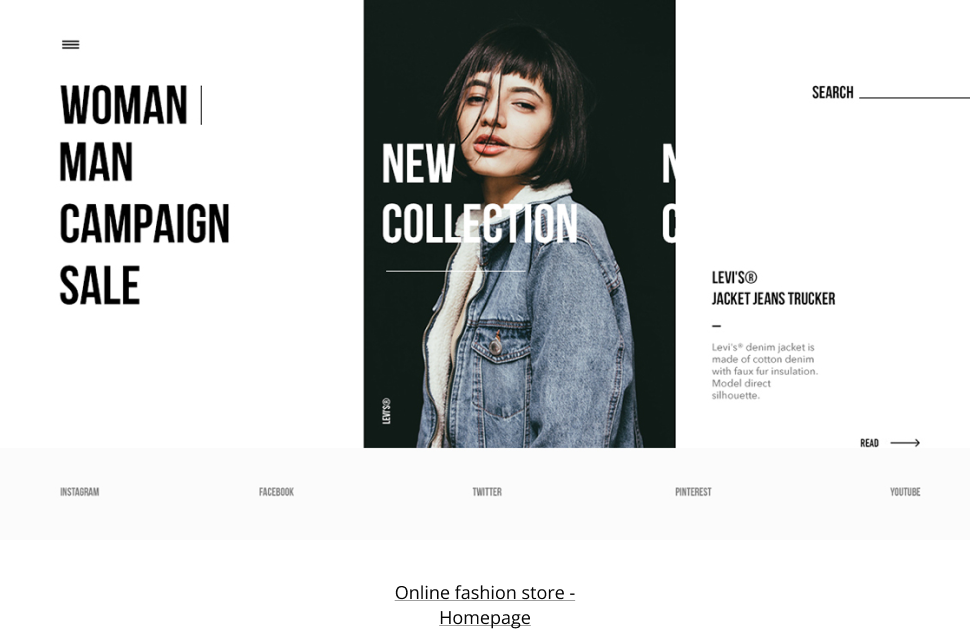 WOMAN
MAN
CAMPAIGN
SALE
NEW
COLLECTION
N
C
LEVI'S®
SEARCH
LEVI'S®
JACKET JEANS TRUCKER
Levi's® denim jacket is
made of cotton denim
with faux fur insulation.
Model direct
silhouette.
READ
INSTAGRAM
FACEBOOK
TWITTER
PINTEREST
YOUTUBE
Online fashion store -
Homepage